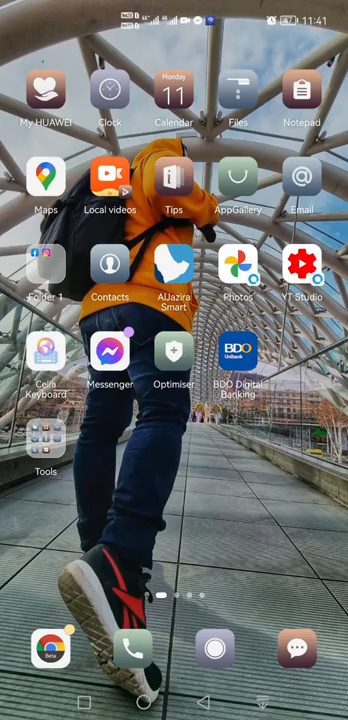 11:41
My HUAWEI
Clock
Monday
11
Calendar
Files
Notepad
Maps
Local videos
Tips
AppGallery
Email
Folder 1
Contacts
AlJazira
Smart
Photos
YT Studio
Celia
Keyboard
Messenger
Optimiser
BDO
Unibank
BDO Digital
Banking
Tools
Beta